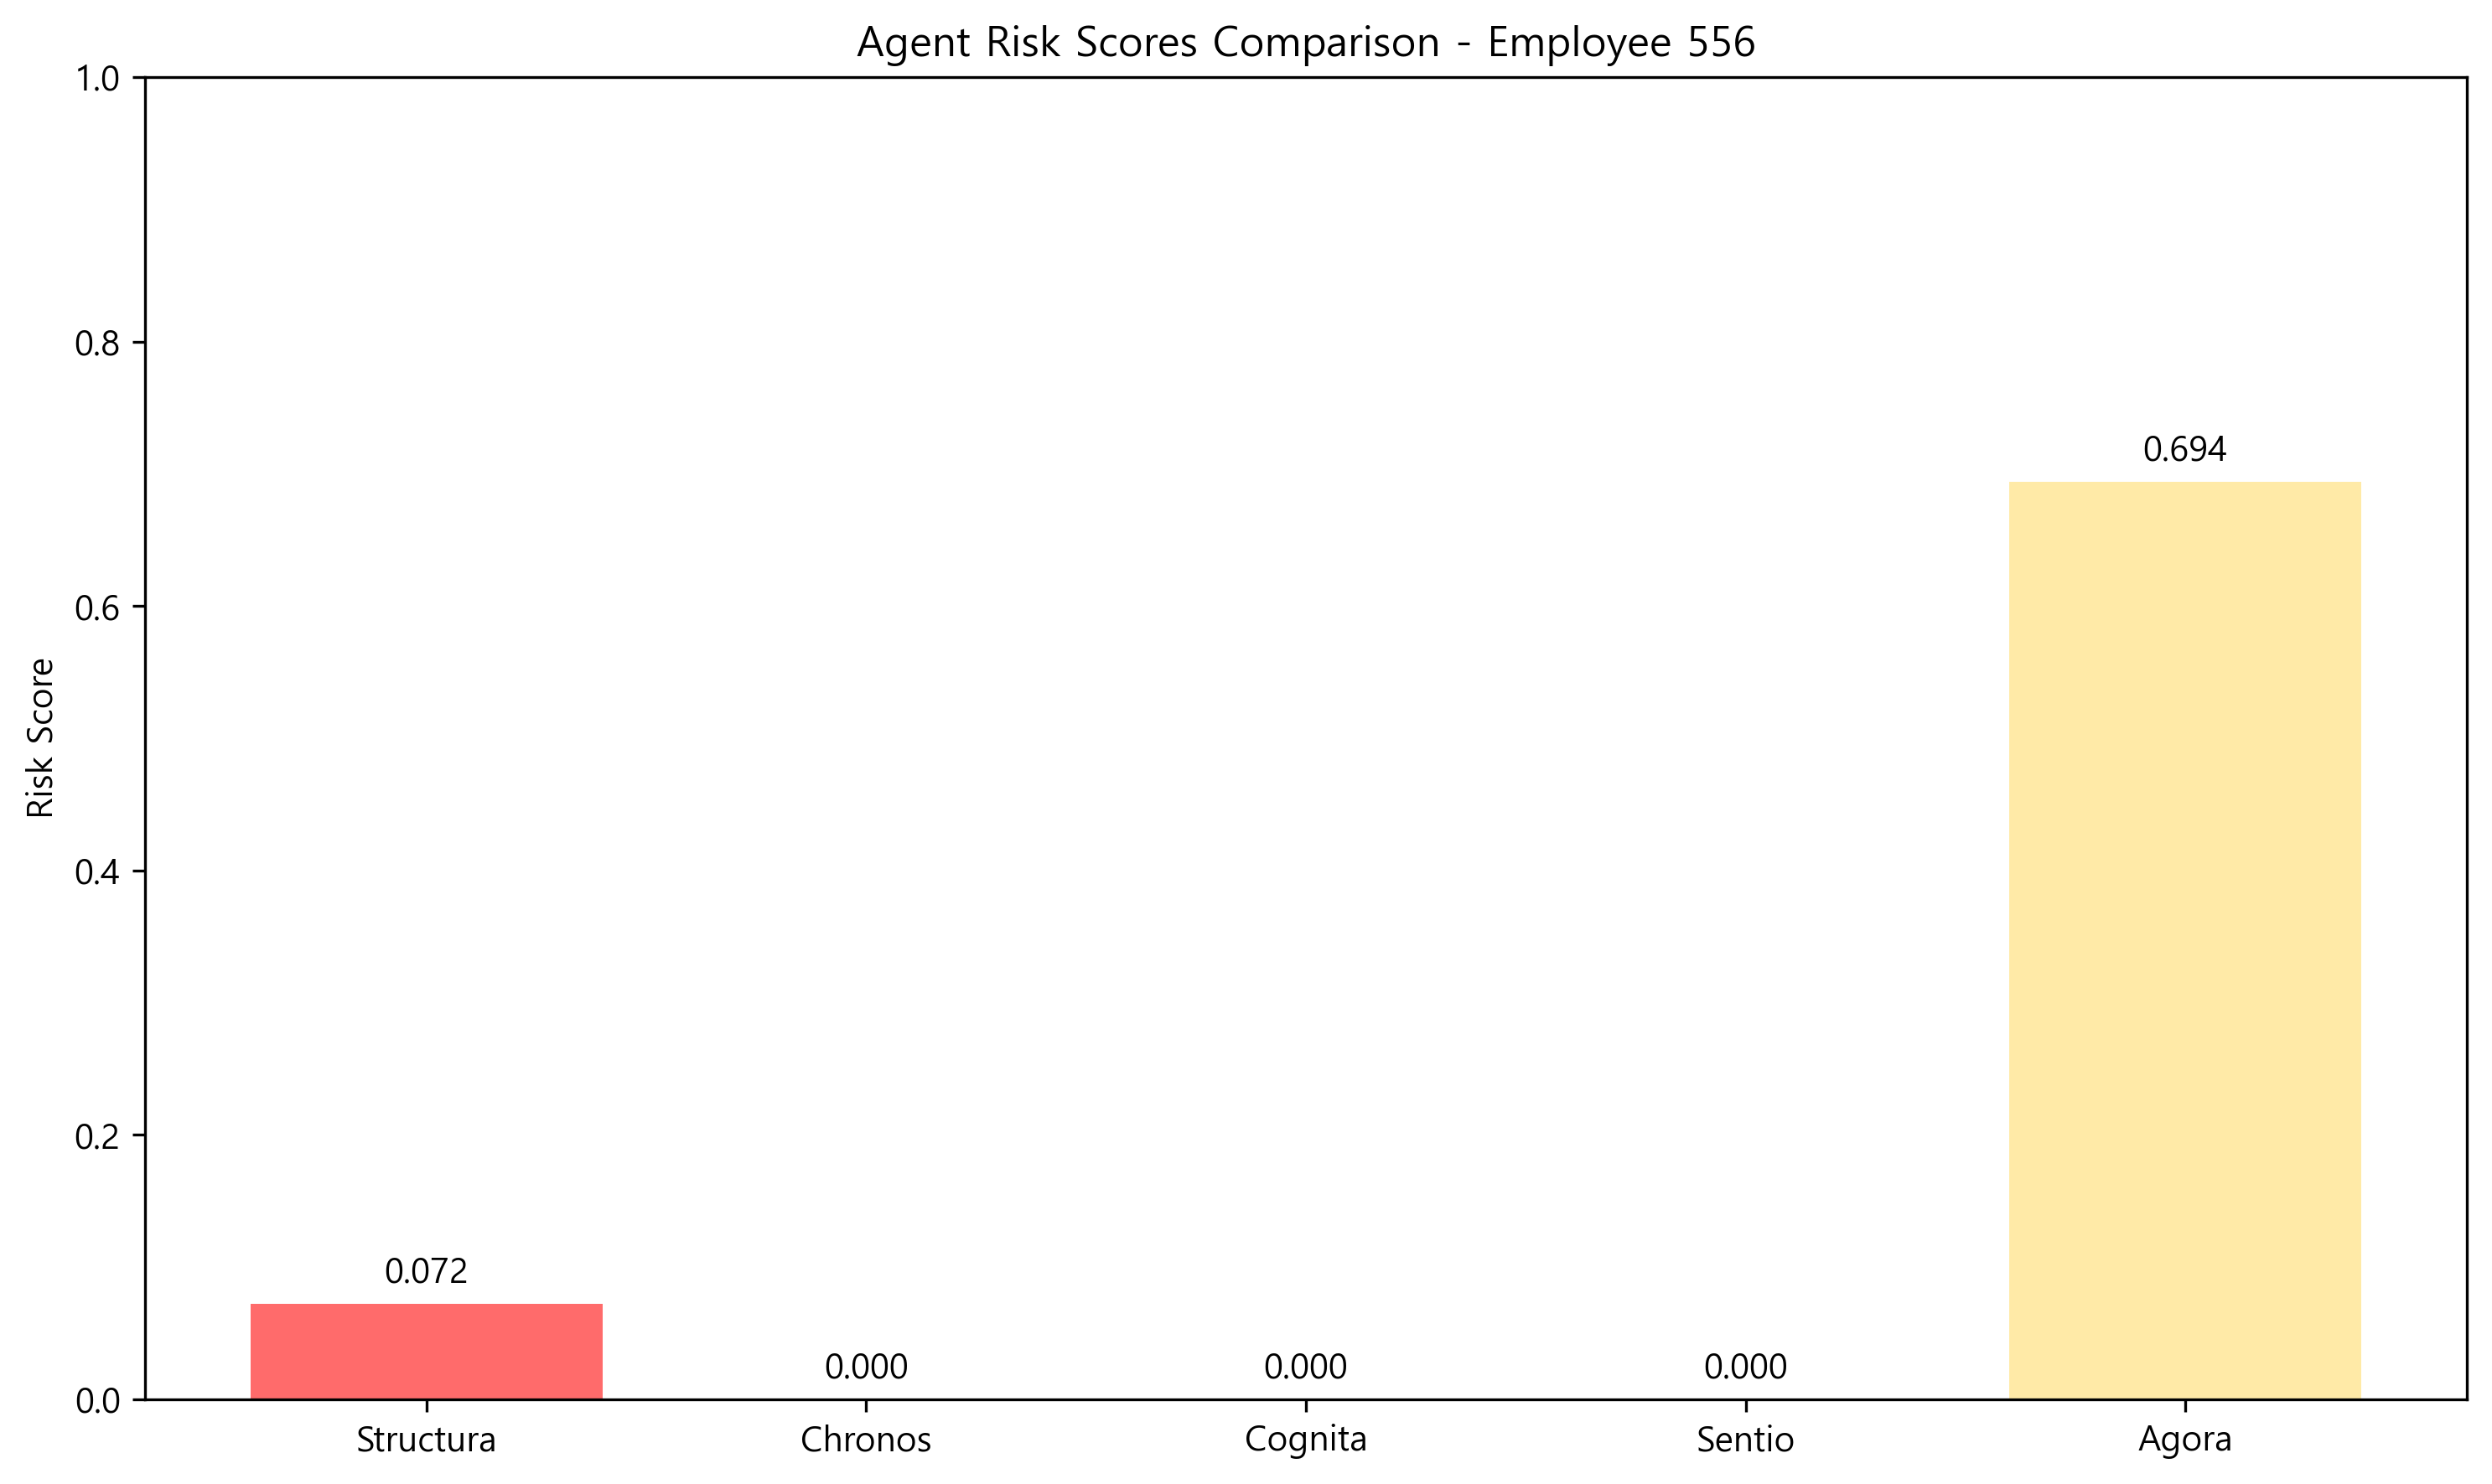 Agent Risk Scores Comparison - Employee 556
1.0
0.8
0.6
0.4
0.2
0.0
Risk Score
0.072
0.000
0.000
0.000
0.694
Structura
Chronos
Cognita
Sentio
Agora